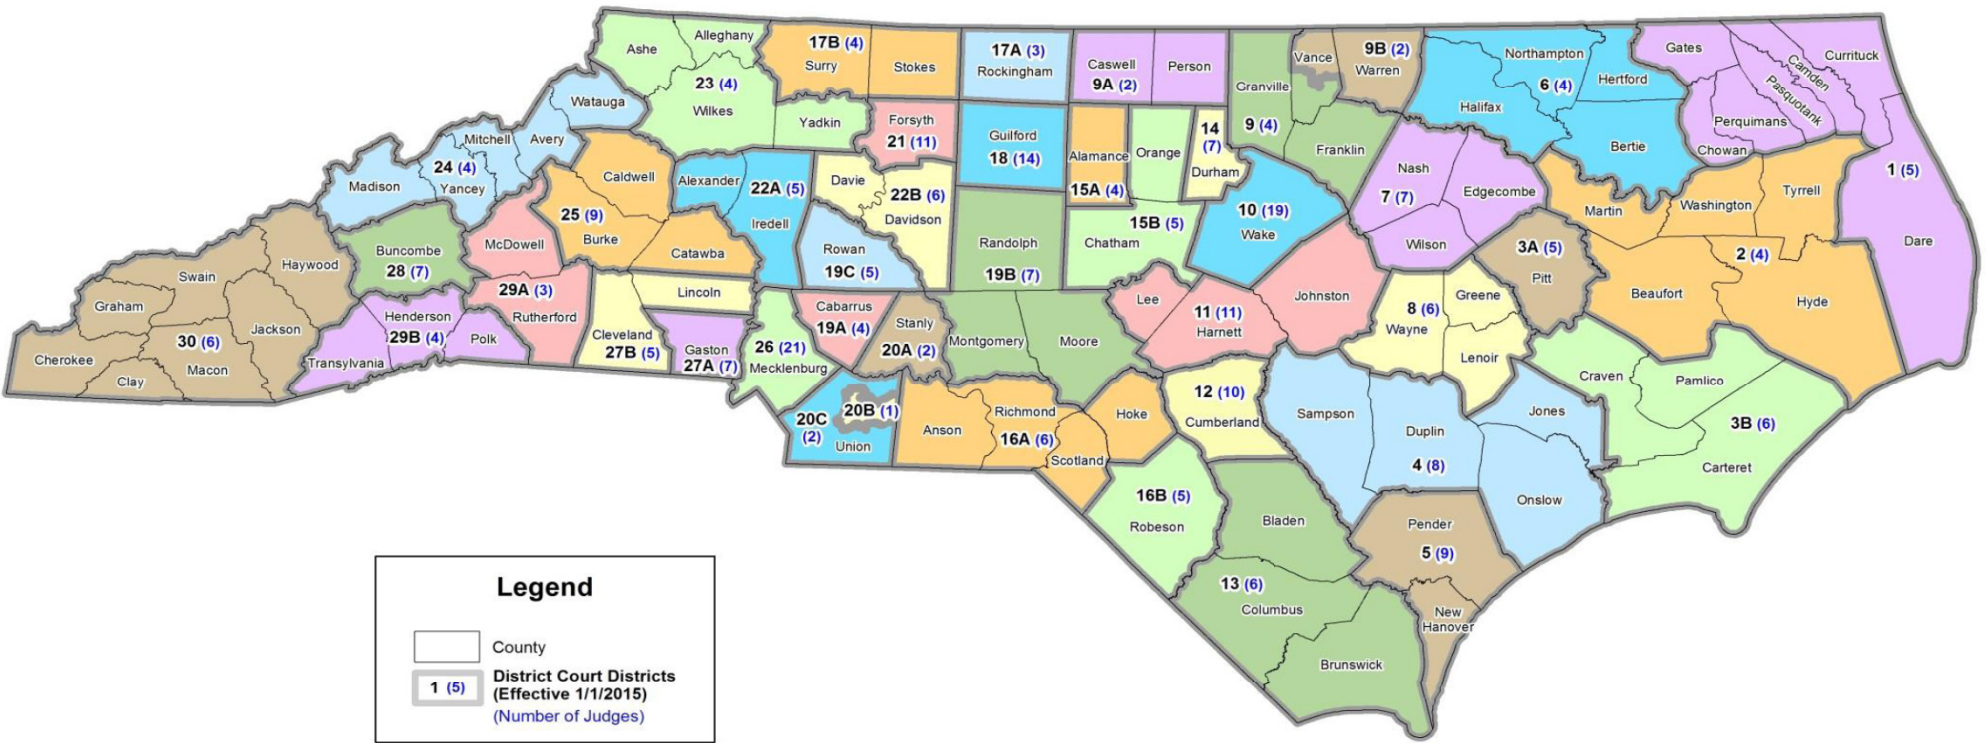 Ashe
Alleghany
23 (4)
Wilkes
Yadkin
17B (4)
Surry
Stokes
17A (3)
Rockingham
Caswell
9A (2)
Person
Granville
9 (4)
Vance
9B (2)
Warren
Franklin
Northampton
6 (4)
Hertford
Halifax
Bertie
Gates
Camden
Currituck
Pasquotank
Perquimans
Chowan
1 (5)
Dare
Watauga
Mitchell
Avery
24 (4)
Yancey
Madison
Caldwell
25 (9)
Burke
Catawba
Alexander
22A (5)
Iredell
Forsyth
21 (11)
Davie
22B (6)
Davidson
Rowan
19C (5)
Guilford
18 (14)
Randolph
19B (7)
Alamance
15A (4)
Orange
14
(7)
Durham
15B (5)
Chatham
10 (19)
Wake
Nash
7 (7)
Edgecombe
Wilson
Martin
Washington
Tyrrell
2 (4)
Beaufort
Hyde
3A (5)
Pitt
Swain
Haywood
Graham
Jackson
30 (6)
Macon
Cherokee
Clay
Buncombe
28 (7)
McDowell
29A (3)
Rutherford
Henderson
29B (4)
Polk
Transylvania
Lincoln
Cleveland
27B (5)
Gaston
27A (7)
26 (21)
Mecklenburg
Cabarrus
19A (4)
Stanly
20A (2)
Montgomery
Moore
Lee
11 (11)
Harnett
Johnston
8 (6)
Wayne
Greene
Lenoir
Craven
Pamlico
3B (6)
Carteret
Jones
Onslow
Sampson
Duplin
4 (8)
12 (10)
Cumberland
Hoke
20C
(2)
20B (1)
Union
Anson
Richmond
16A (6)
Scotland
16B (5)
Robeson
Bladen
13 (6)
Columbus
Brunswick
Pender
5 (9)
New
Hanover
Legend
County
1 (5)
District Court Districts
(Effective 1/1/2015)
(Number of Judges)